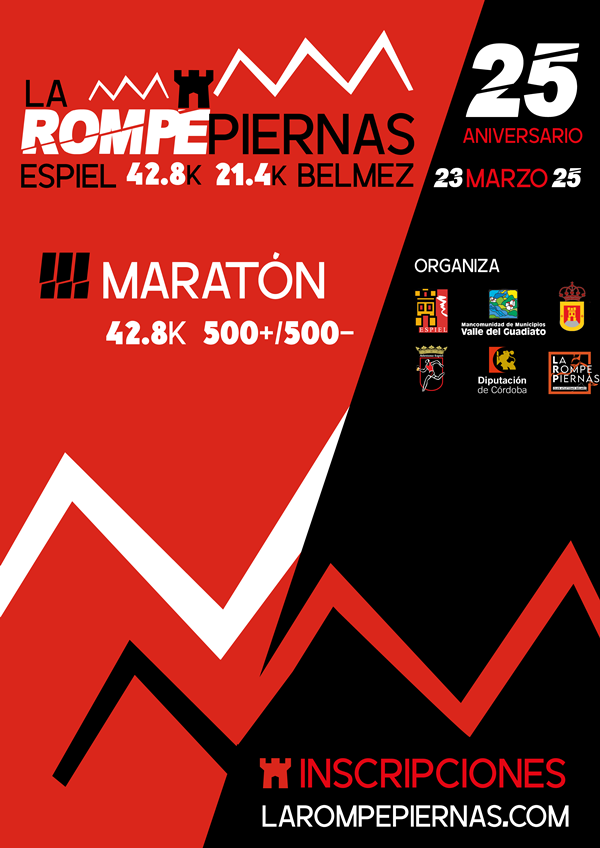 LA
ROMPEPIERNAS
ESPIEL 42.8K 21.4K BELMEZ
25
ANIVERSARIO
23 MARZO 25
III MARATÓN
42.8K 500+/500-
ORGANIZA
ESPIEL
Mancomunidad de Municipios
Valle del Guadiato
Diputación
de Córdoba
LA
ROMPE
PIERNAS
INSCRIPCIONES
LAROMPEPIERNAS.COM